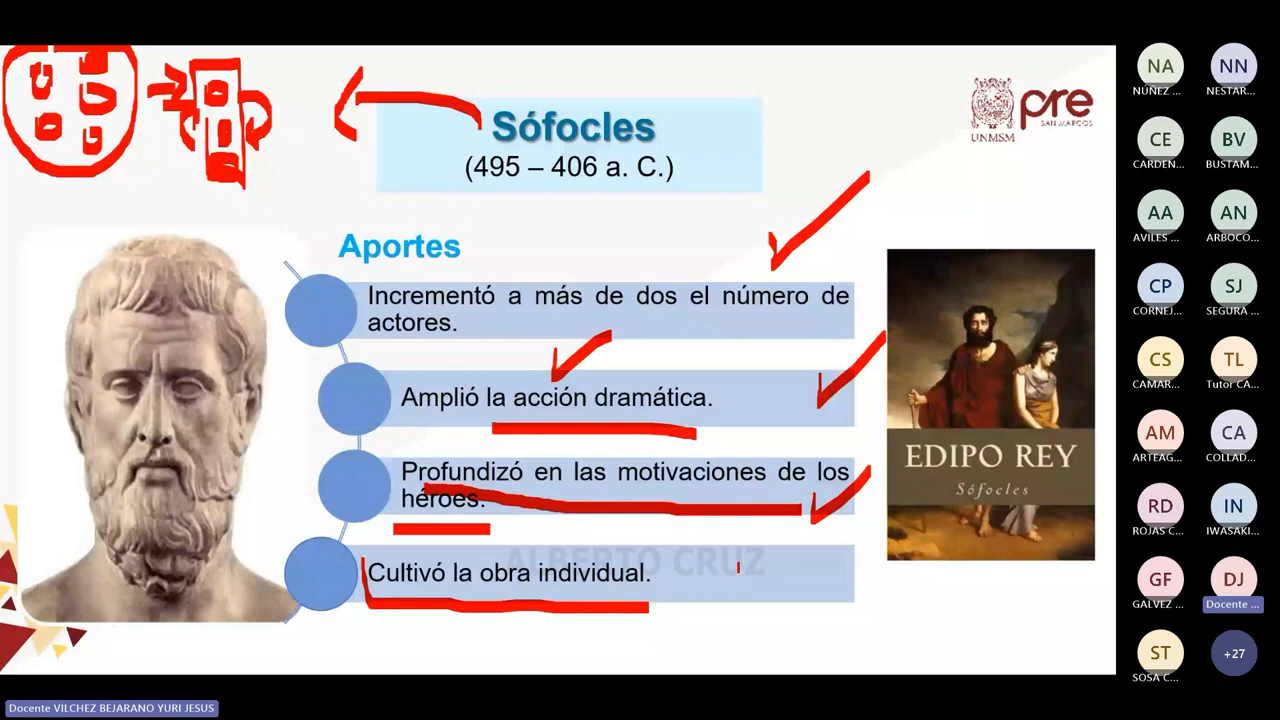 Sófocles
(495 – 406 a. C.)
UNMSM
pre
SAN MARCOS
Aportes
Incrementó a más de dos el número de
actores.
Amplió la acción dramática.
Profundizó en las motivaciones de los
héroes.
Cultivó la obra individual.
ALBERTO CRUZ
EDIPO REY
Sófocles
NA
NUÑEZ ...
NN
NESTAR...
CE
CARDEN...
BV
BUSTAM...
AA
AVILES ...
AN
ARBOCO...
CP
CORNEJ...
SJ
SEGURA ...
CS
CAMAR...
TL
Tutor CA...
AM
ARTEAG...
CA
COLLAD...
RD
ROJAS C...
IN
IWASAKI...
GF
GALVEZ ...
DJ
Docente ...
ST
SOSA C...
+27
Docente VILCHEZ BEJARANO YURI JESUS